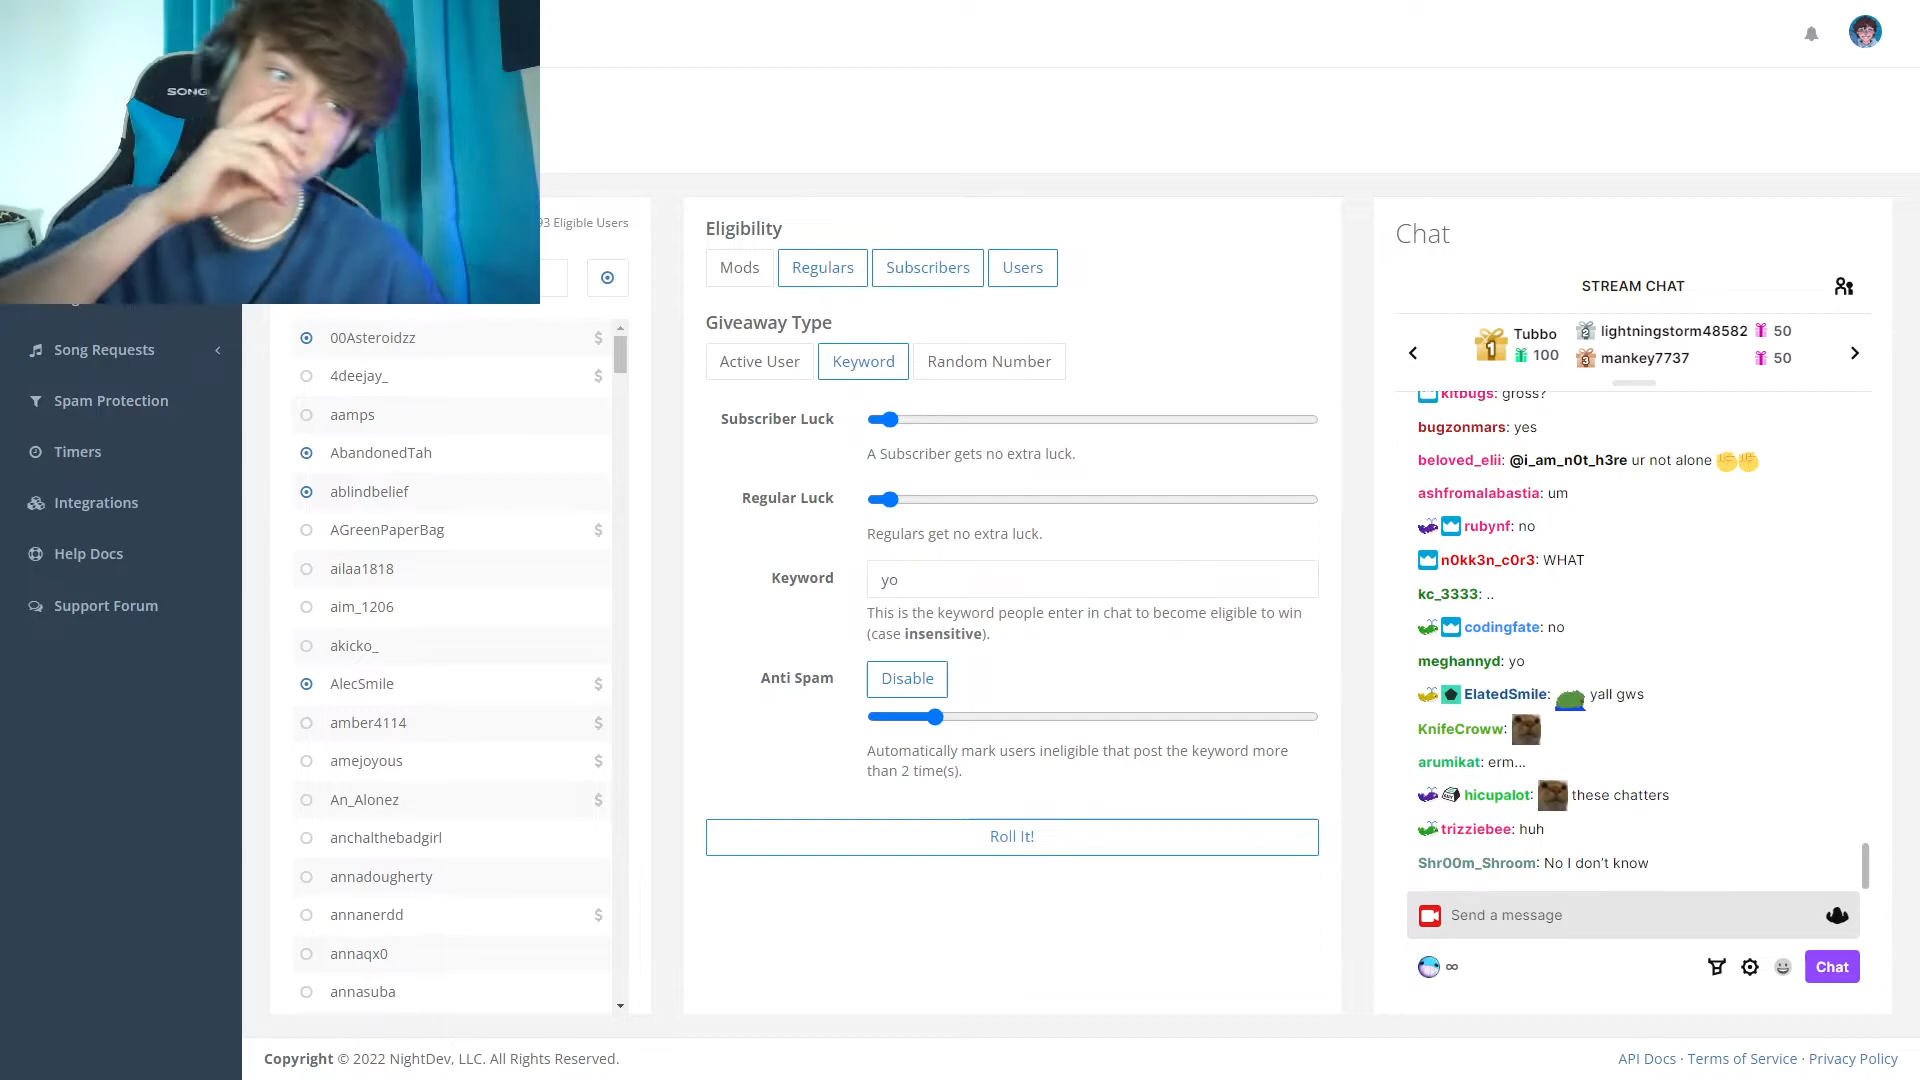 SONG
93 Eligible Users
Song Requests
Spam Protection
Timers
Integrations
Help Docs
Support Forum
00Asteroidzz $
4deejay_ $
aamps
AbandonedTah
ablindbelief
AGreenPaperBag $
ailaa1818
aim_1206
akicko_
AlecSmile $
amber4114 $
amejoyous $
An_Alonez $
anchalthebadgirl
annadougherty
annanerdd $
annaqx0
annasuba
Eligibility
Mods Regulars Subscribers Users
Giveaway Type
Active User Keyword Random Number
Subscriber Luck
A Subscriber gets no extra luck.
Regular Luck
Regulars get no extra luck.
Keyword yo
This is the keyword people enter in chat to become eligible to win
(case insensitive).
Anti Spam Disable
Automatically mark users ineligible that post the keyword more
than 2 time(s).
Roll It!
Chat
STREAM CHAT
1 Tubbo 100
2 lightningstorm48582 50
3 mankey7737 50
kitbugs: gross?
bugzonmars: yes
beloved_elii: @i_am_n0t_h3re ur not alone
ashfromalabastia: um
rubynf: no
n0kk3n_c0r3: WHAT
kc_3333: ..
codingfate: no
meghannyd: yo
ElatedSmile: yall gws
KnifeCroww:
arumikat: erm...
hicupalot: these chatters
trizziebee: huh
Shr00m_Shroom: No I don't know
Send a message
∞ Chat
Copyright © 2022 NightDev, LLC. All Rights Reserved.
API Docs · Terms of Service · Privacy Policy